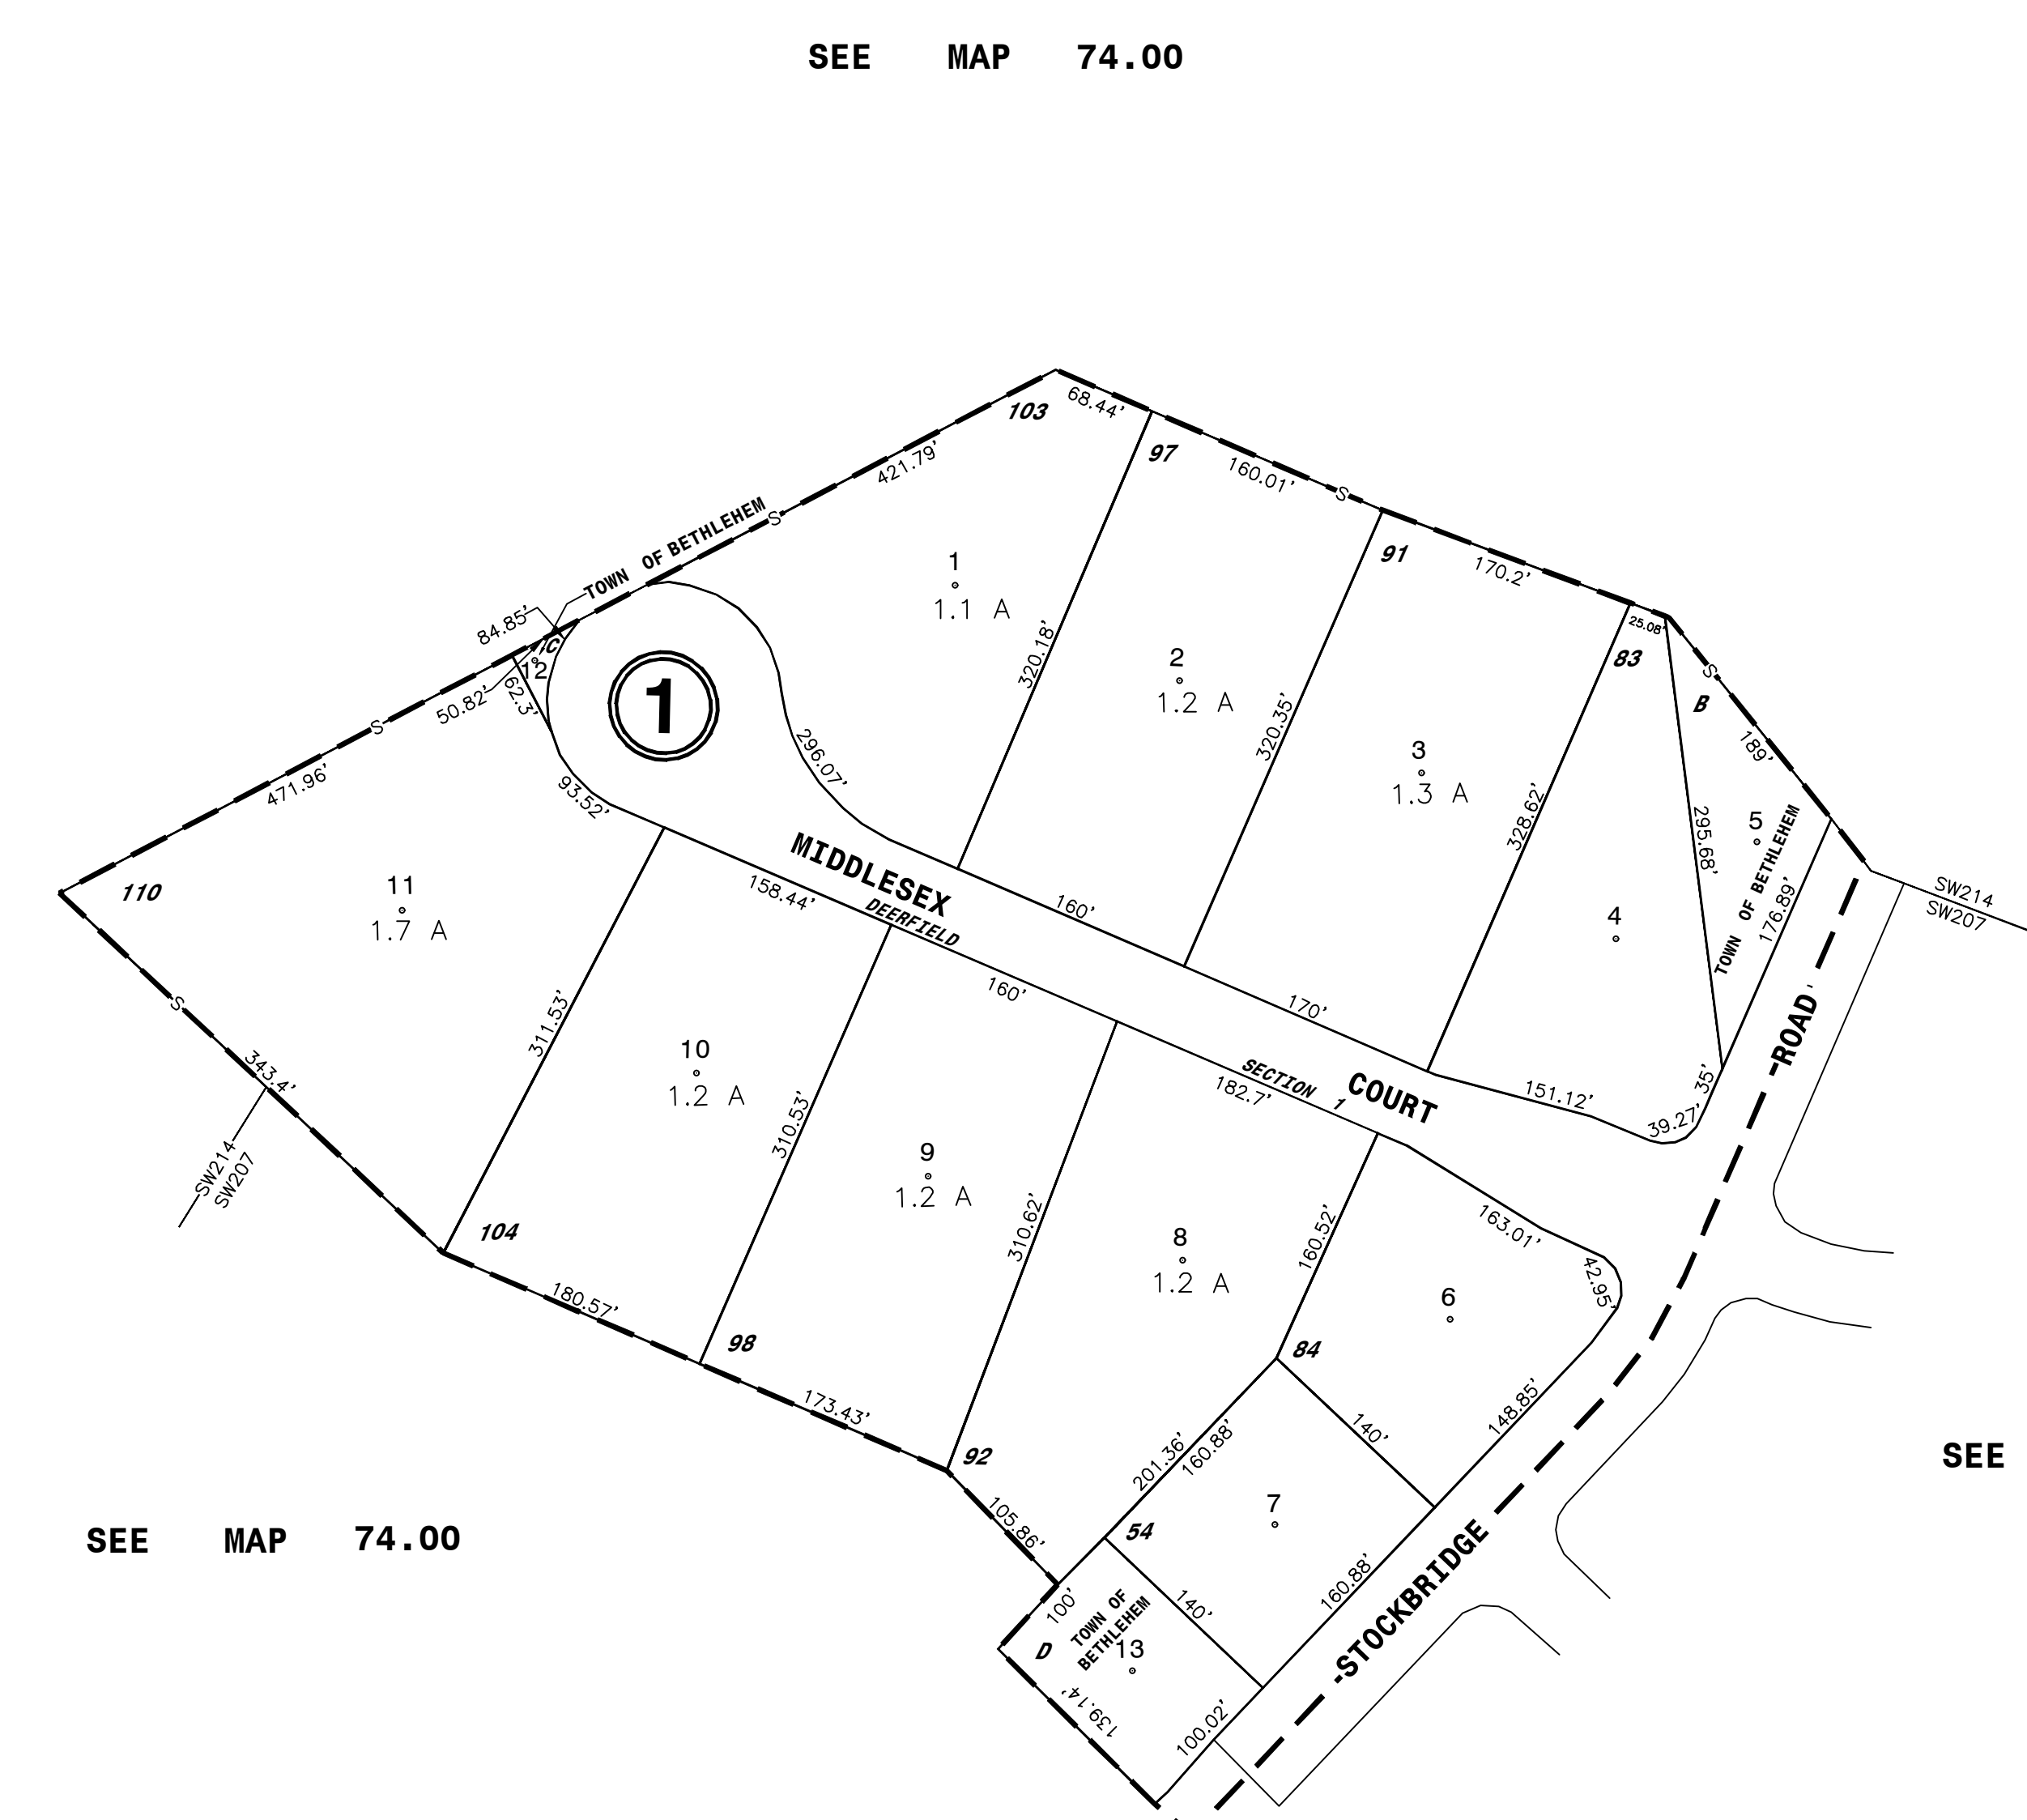 SEE MAP 74.00
103
68.44'
97
160.01'
S
421.79'
TOWN OF BETHLEHEM
S
91
170.2'
25.08'
83
S
B
189'
84.85'
C
12
50.82'
62.3'
1
1
1.1 A
320.18'
2
1.2 A
320.35'
3
1.3 A
328.62'
295.68'
5
TOWN OF BETHLEHEM
176.89'
4
SW214
SW207
S
471.96'
93.52'
296.07'
110
11
1.7 A
158.44'
MIDDLESEX
DEERFIELD
160'
160'
170'
SECTION 1
COURT
182.7'
151.12'
39.27'
35'
ROAD
S
343.4'
SW214
SW207
311.53'
10
1.2 A
310.53'
9
1.2 A
310.62'
8
1.2 A
160.52'
163.01'
42.95'
6
104
180.57'
98
173.43'
92
84
140'
148.85'
201.36'
160.88'
7
105.86'
54
140'
160.88'
STOCKBRIDGE
100'
TOWN OF
BETHLEHEM
D
13
139.14'
100.02'
SEE
SEE MAP 74.00